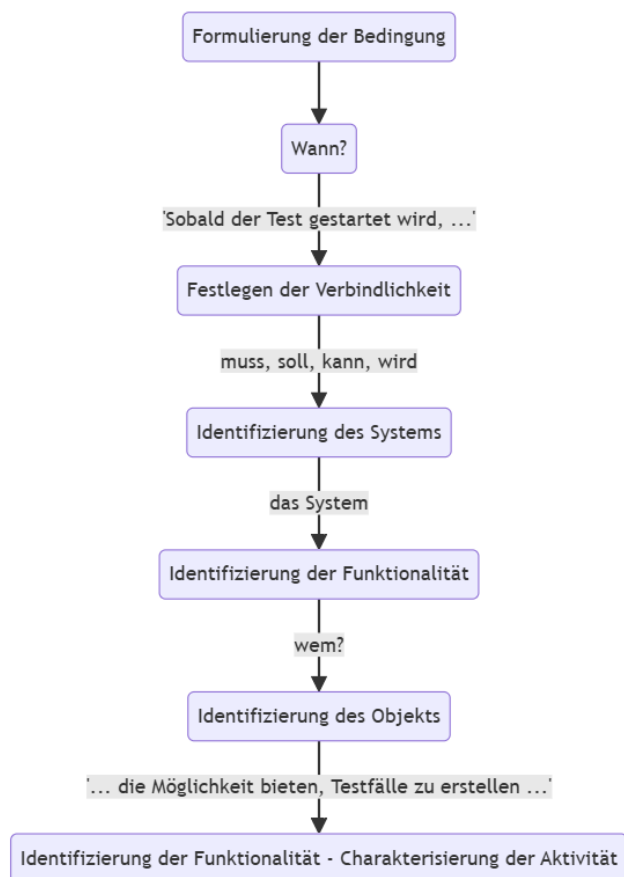 Formulierung der Bedingung
Wann?
'Sobald der Test gestartet wird, ...'
Festlegen der Verbindlichkeit
muss, soll, kann, wird
Identifizierung des Systems
das System
Identifizierung der Funktionalität
wem?
Identifizierung des Objekts
'... die Möglichkeit bieten, Testfälle zu erstellen ...'
Identifizierung der Funktionalität - Charakterisierung der Aktivität